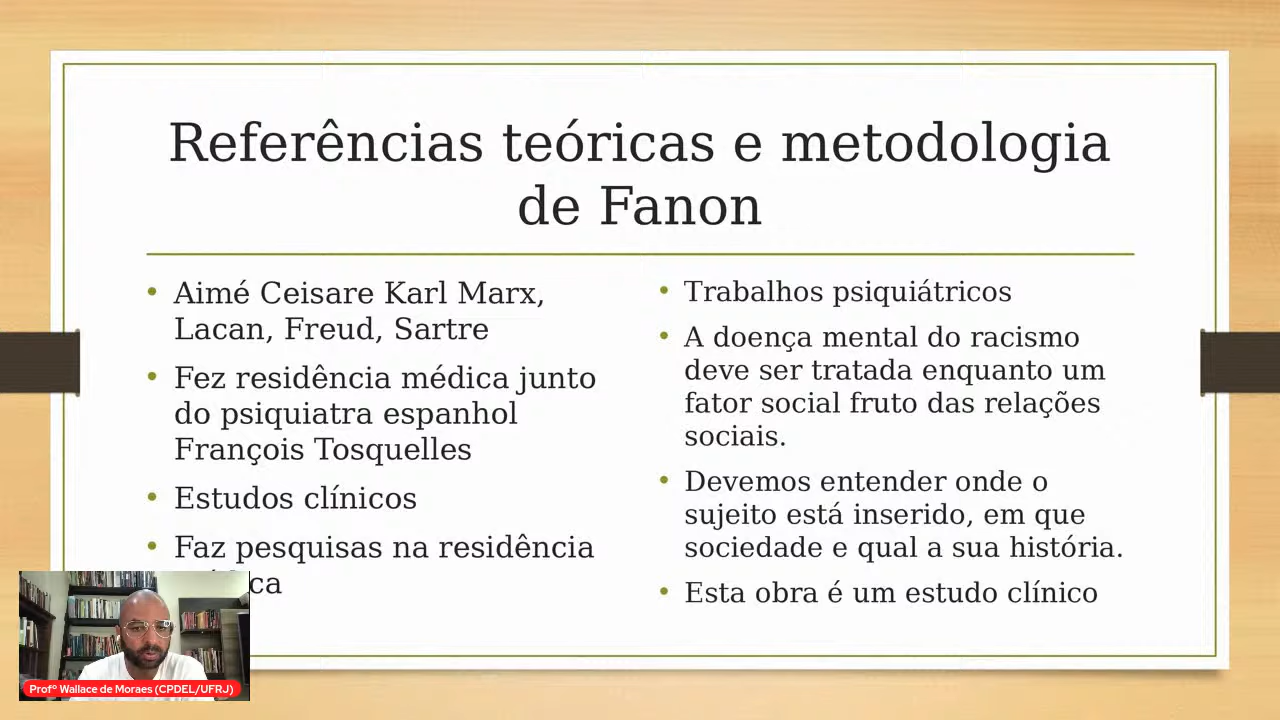 Referências teóricas e metodologia
de Fanon
Aimé Ceisare Karl Marx,
Lacan, Freud, Sartre
Fez residência médica junto
do psiquiatra espanhol
François Tosquelles
Estudos clínicos
Faz pesquisas na residência
Trabalhos psiquiátricos
A doença mental do racismo
deve ser tratada enquanto um
fator social fruto das relações
sociais.
Devemos entender onde o
sujeito está inserido, em que
sociedade e qual a sua história.
Esta obra é um estudo clínico
Profº Wallace de Moraes (CPDEL/UFRJ)